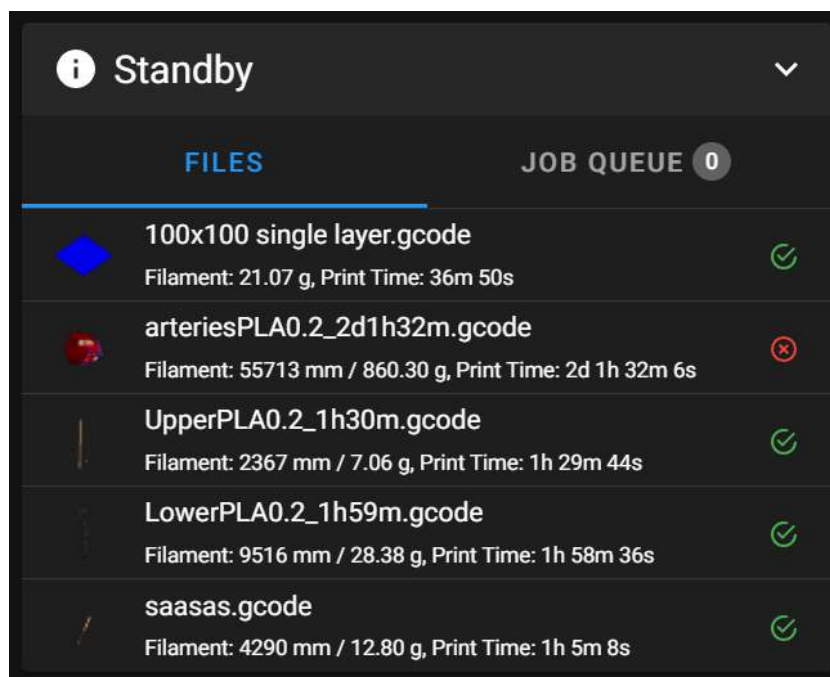 Standby
FILES
JOB QUEUE 0
100x100 single layer.gcode
Filament: 21.07 g, Print Time: 36m 50s
arteriesPLA0.2_2d1h32m.gcode
Filament: 55713 mm / 860.30 g, Print Time: 2d 1h 32m 6s
UpperPLA0.2_1h30m.gcode
Filament: 2367 mm / 7.06 g, Print Time: 1h 29m 44s
LowerPLA0.2_1h59m.gcode
Filament: 9516 mm / 28.38 g, Print Time: 1h 58m 36s
saasas.gcode
Filament: 4290 mm / 12.80 g, Print Time: 1h 5m 8s